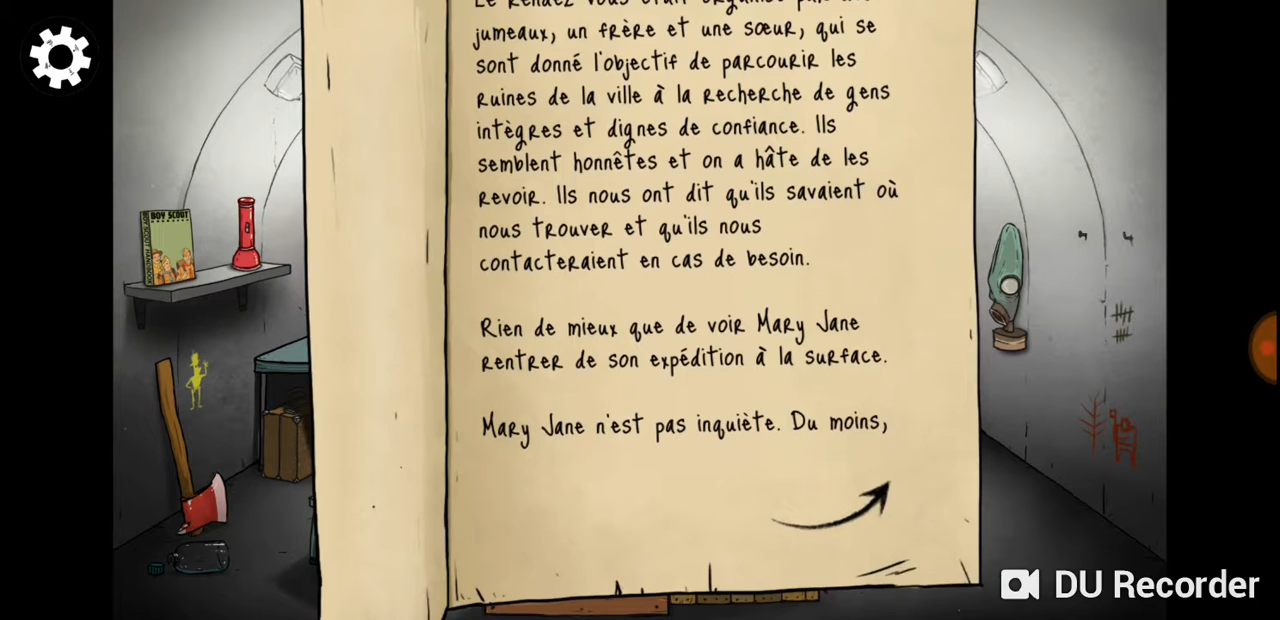 jumeaux, un frère et une sœur, qui se
sont donné l'objectif de parcourir les
ruines de la ville à la recherche de gens
intègres et dignes de confiance. Ils
semblent honnêtes et on a hâte de les
revoir. Ils nous ont dit qu'ils savaient où
nous trouver et qu'ils nous
contacteraient en cas de besoin.
Rien de mieux que de voir Mary Jane
rentrer de son expédition à la surface.
Mary Jane n'est pas inquiète. Du moins,
BOY SCOUT
DU Recorder